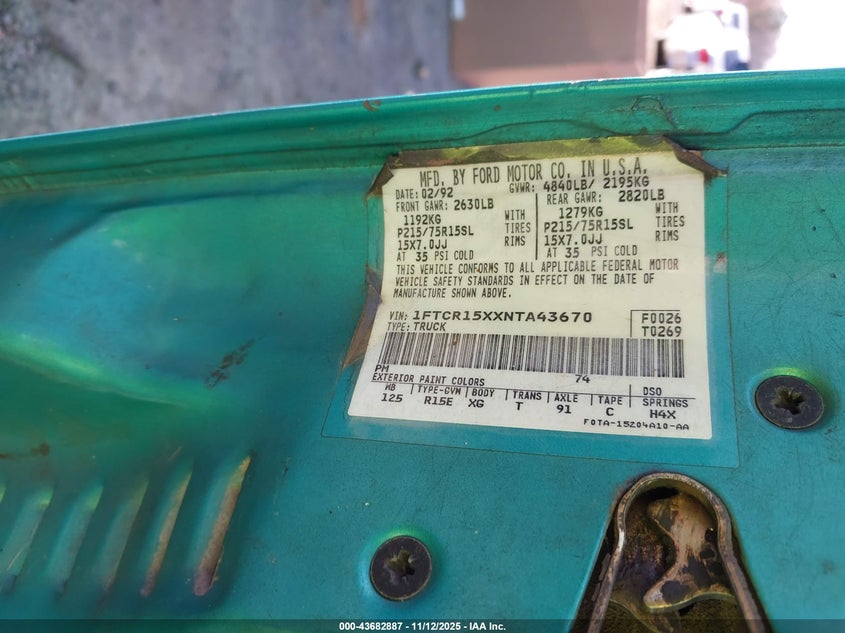 MFD. BY FORD MOTOR CO. IN U.S.A.
DATE: 02/92 GVWR: 4840LB/ 2195KG
FRONT GAWR: 2630LB REAR GAWR: 2820LB
1192KG WITH 1279KG WITH
P215/75R15SL TIRES P215/75R15SL TIRES
15X7.0JJ RIMS 15X7.0JJ RIMS
AT 35 PSI COLD AT 35 PSI COLD
THIS VEHICLE CONFORMS TO ALL APPLICABLE FEDERAL MOTOR
VEHICLE SAFETY STANDARDS IN EFFECT ON THE DATE OF
MANUFACTURE SHOWN ABOVE.
VIN: 1FTCR15XXNTA43670 F0026
TYPE: TRUCK T0269
PM 74
EXTERIOR PAINT COLORS DSO
WB TYPE-GVW BODY TRANS AXLE TAPE SPRINGS
125 R15E XG T 91 C H4X
F0TA-15204A10-AA
000-43682887 - 11/12/2025 - IAA Inc.